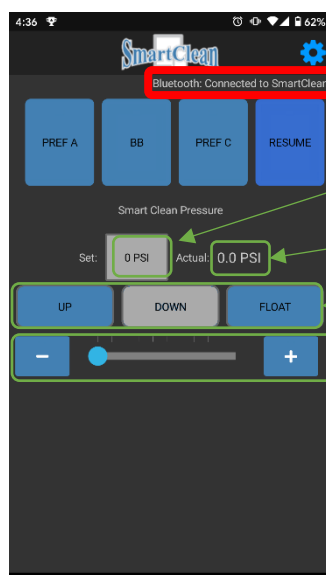 4:36 62%
SmartClean
Bluetooth: Connected to SmartClean
PREF A BB PREF C RESUME
Smart Clean Pressure
Set: 0 PSI Actual: 0.0 PSI
UP DOWN FLOAT
- +